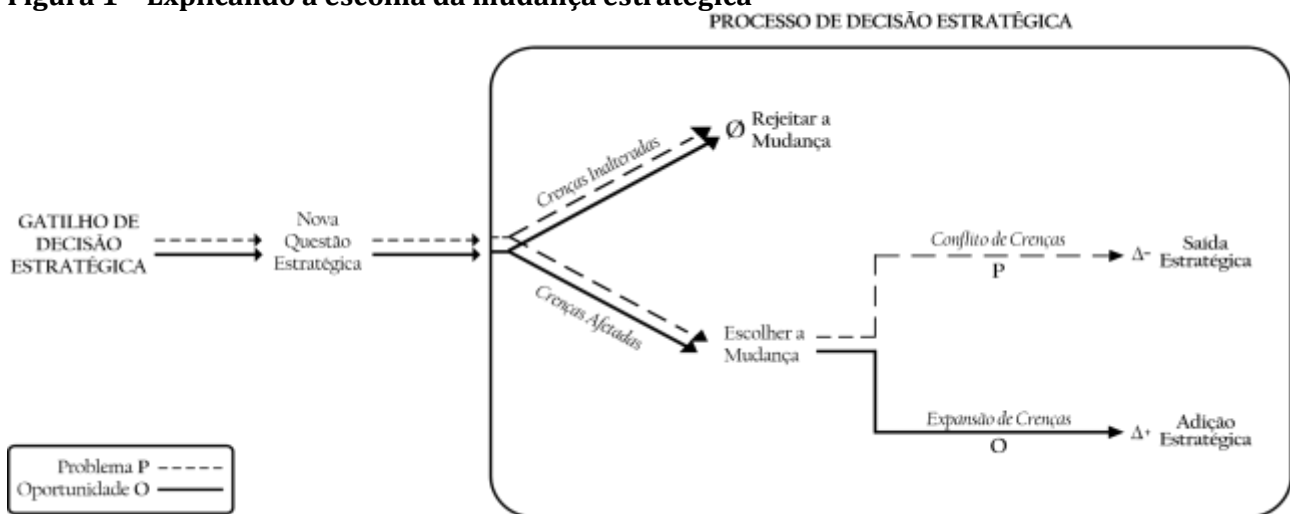 Figura 1 – Explicando a escolha da mudança estratégica
PROCESSO DE DECISÃO ESTRATÉGICA
Ø Rejeitar a
Mudança
Crenças Inalteradas
GATILHO DE
DECISÃO
ESTRATÉGICA
Nova
Questão
Estratégica
Crenças Afetadas
Escolher a
Mudança
Conflito de Crenças
P
Δ- Saída
Estratégica
Expansão de Crenças
O
Δ+ Adição
Estratégica
Problema P
Oportunidade O